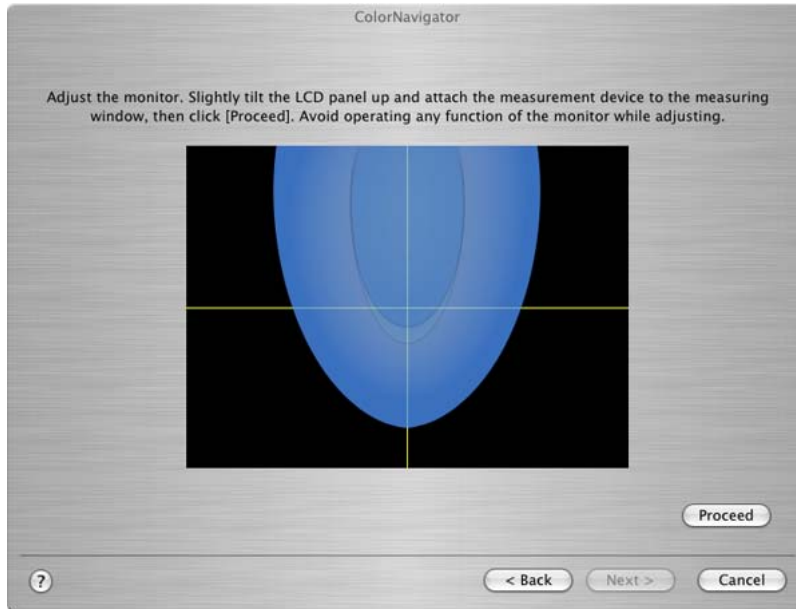 ColorNavigator
Adjust the monitor. Slightly tilt the LCD panel up and attach the measurement device to the measuring
window, then click [Proceed]. Avoid operating any function of the monitor while adjusting.
Proceed
? < Back Next > Cancel